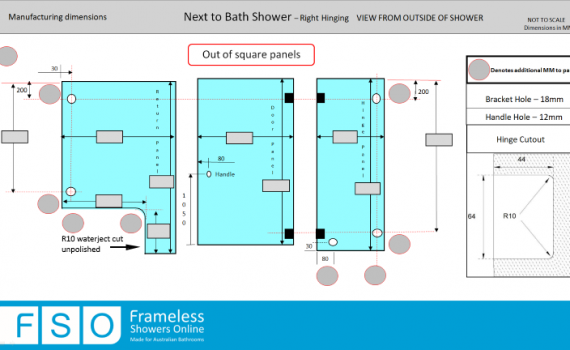 Manufacturing dimensions
Next to Bath Shower – Right Hinging VIEW FROM OUTSIDE OF SHOWER
NOT TO SCALE
Dimensions in MM
Out of square panels
30
200
Return Panel
R10 waterject cut
unpolished
Door Panel
80
Handle
1050
Hinge Panel
200
30
80
Denotes additional MM to pa
Bracket Hole – 18mm
Handle Hole – 12mm
Hinge Cutout
44
64
R10
FSO
Frameless
Showers Online
Made for Australian Bathrooms